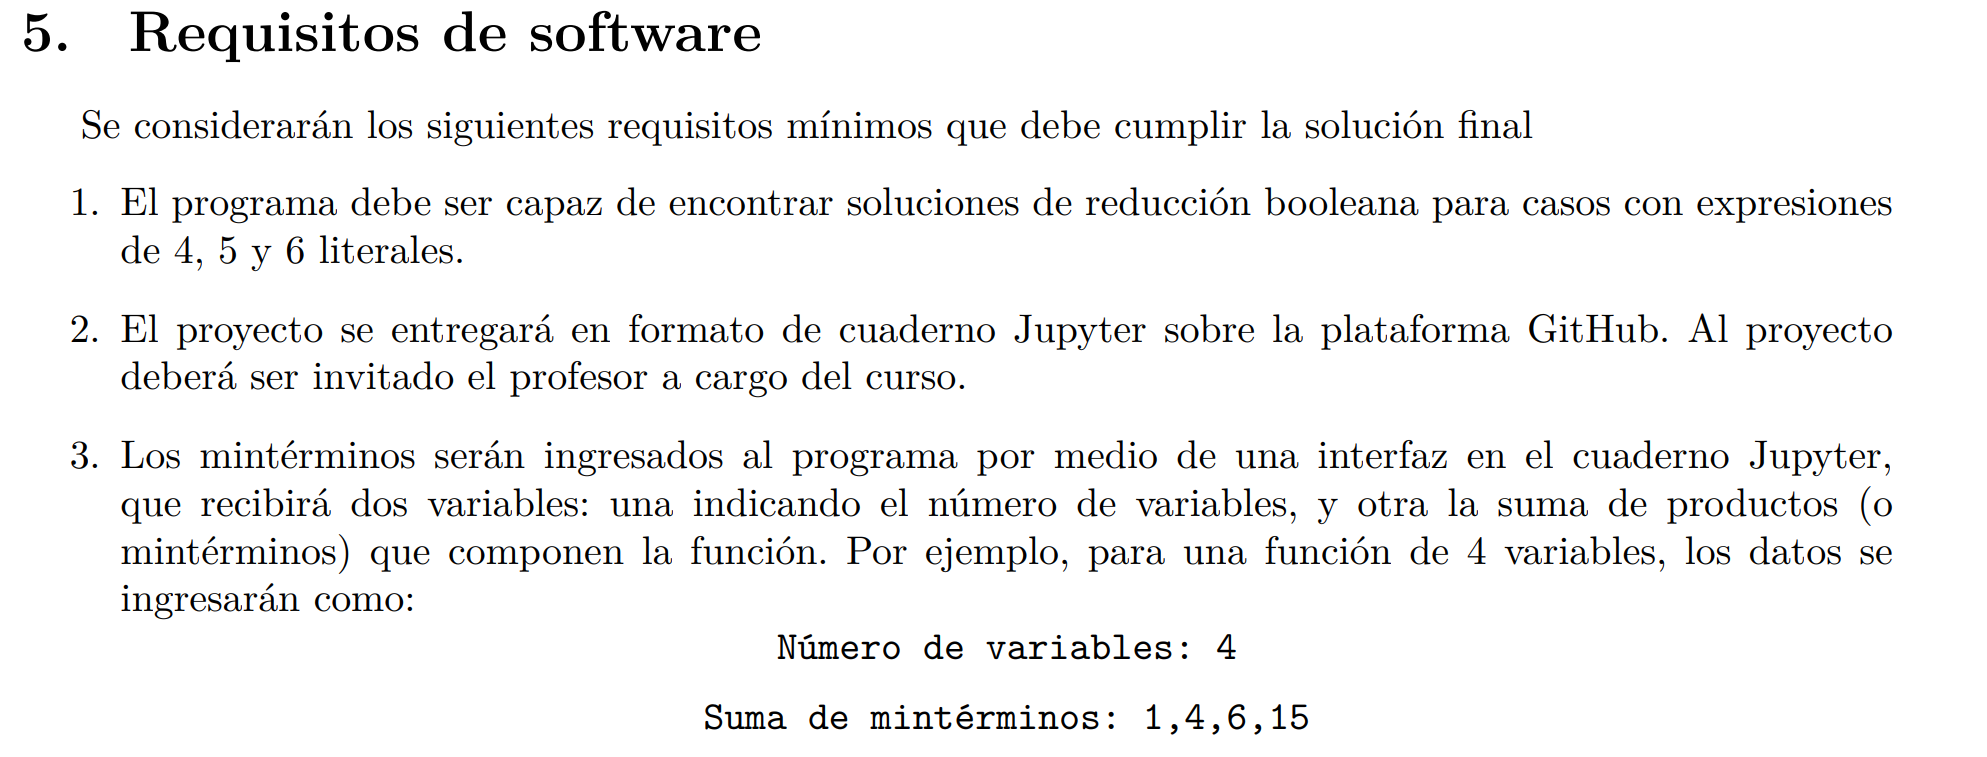 5. Requisitos de software
Se considerarán los siguientes requisitos mínimos que debe cumplir la solución final
1. El programa debe ser capaz de encontrar soluciones de reducción booleana para casos con expresiones
de 4, 5 y 6 literales.
2. El proyecto se entregará en formato de cuaderno Jupyter sobre la plataforma GitHub. Al proyecto
deberá ser invitado el profesor a cargo del curso.
3. Los mintérminos serán ingresados al programa por medio de una interfaz en el cuaderno Jupyter,
que recibirá dos variables: una indicando el número de variables, y otra la suma de productos (o
mintérminos) que componen la función. Por ejemplo, para una función de 4 variables, los datos se
ingresarán como:
Número de variables: 4
Suma de mintérminos: 1,4,6,15